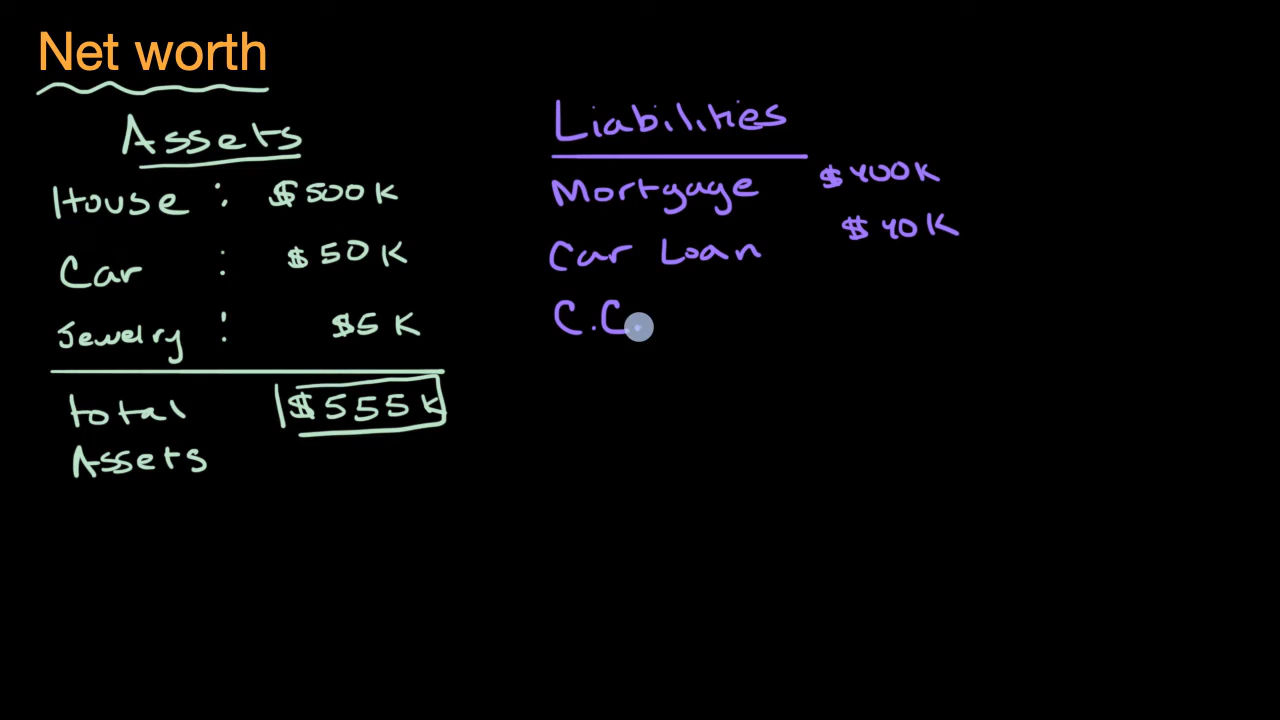 Net worth
Assets
House : $500K
Car : $50K
Jewelry : $5K
total $555K
Assets
Liabilities
Mortgage $400K
Car Loan $40K
C.C.